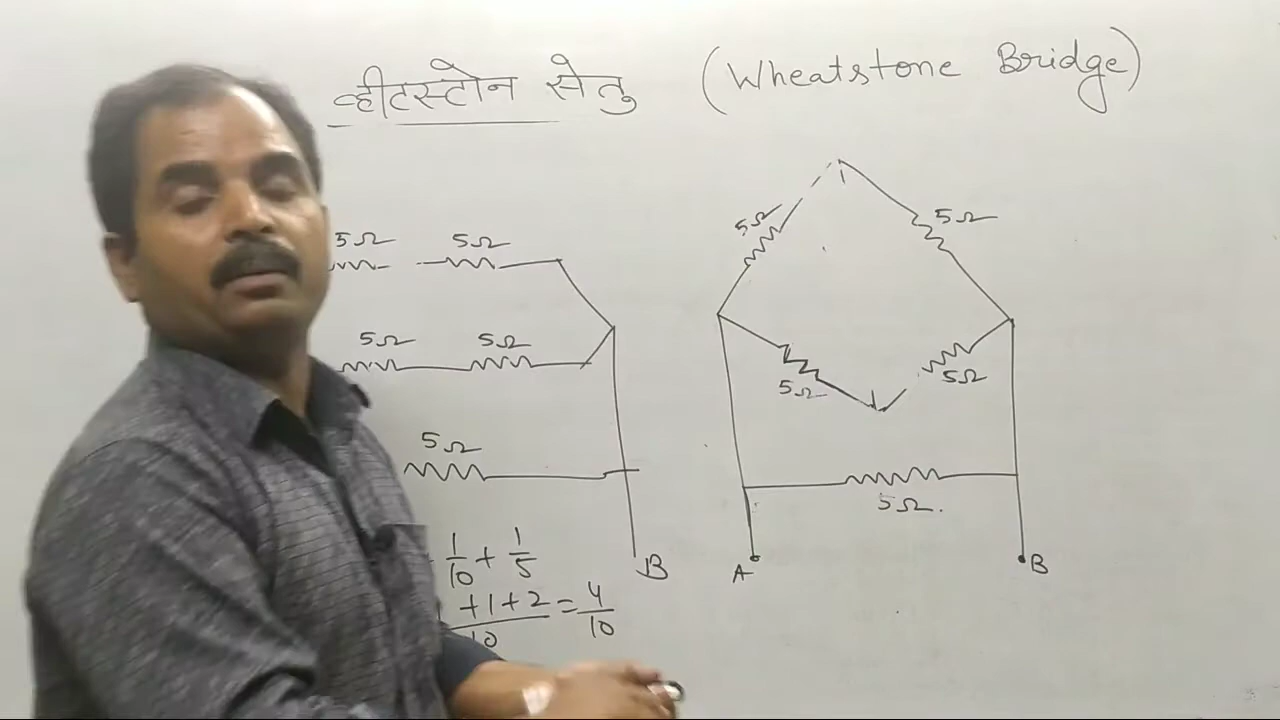 व्हीटस्टोन सेतु (Wheatstone Bridge)
5Ω 5Ω
5Ω 5Ω
5Ω
1/10 + 1/5
+1+2/10 = 4/10
B
5Ω 5Ω
5Ω 5Ω
5Ω.
A B